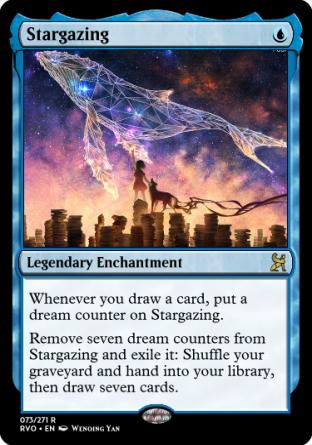 Stargazing
Legendary Enchantment
Whenever you draw a card, put a
dream counter on Stargazing.
Remove seven dream counters from
Stargazing and exile it: Shuffle your
graveyard and hand into your library,
then draw seven cards.
073/271 R
RVO • EN Wenqing Yan